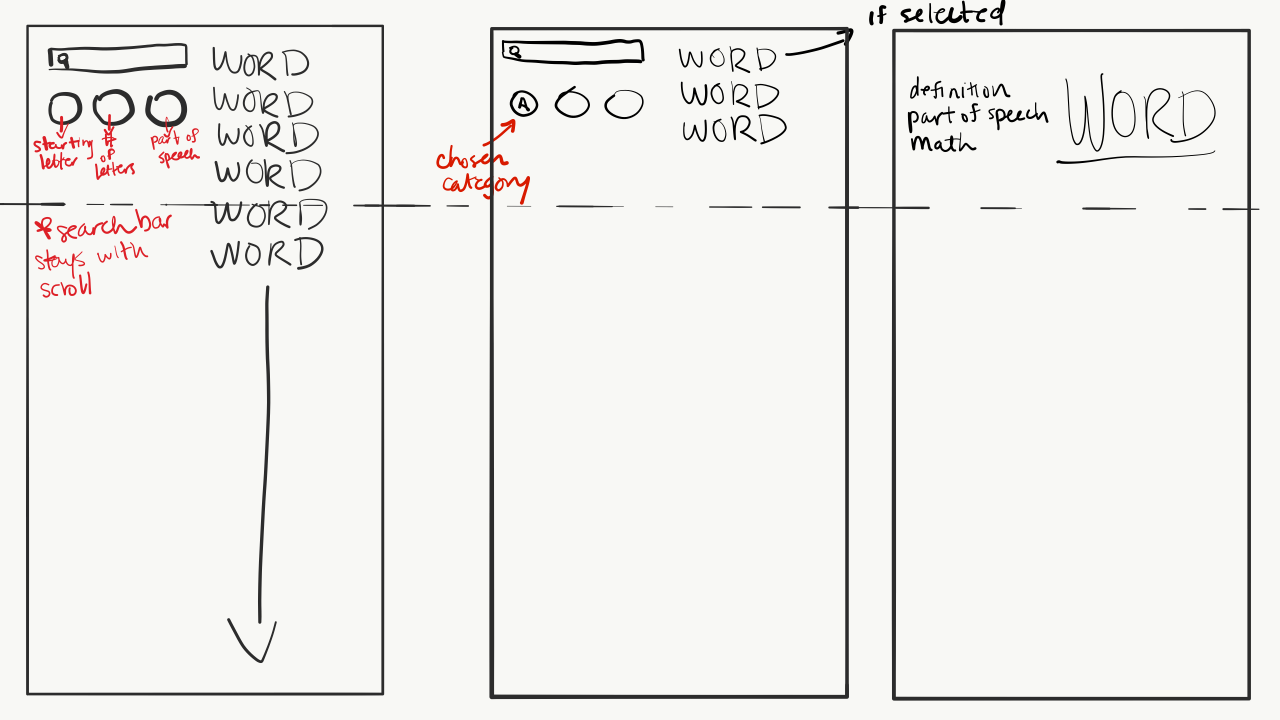 WORD
WORD
WORD
WORD
WORD
WORD
starting
letter
#
of
letters
part of
speech
*search bar
stays with
scroll
A
WORD
WORD
WORD
chosen
category
if selected
definition
part of speech
math
WORD